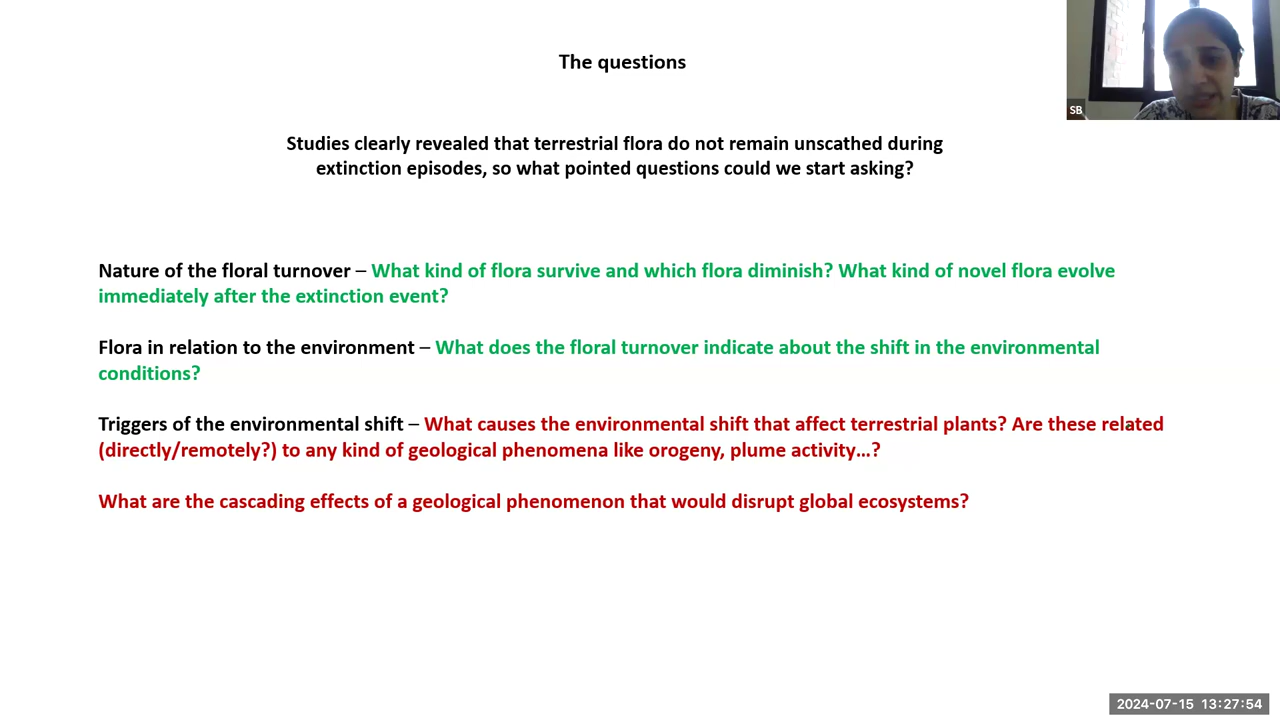 The questions
SB
Studies clearly revealed that terrestrial flora do not remain unscathed during
extinction episodes, so what pointed questions could we start asking?
Nature of the floral turnover – What kind of flora survive and which flora diminish? What kind of novel flora evolve
immediately after the extinction event?
Flora in relation to the environment – What does the floral turnover indicate about the shift in the environmental
conditions?
Triggers of the environmental shift – What causes the environmental shift that affect terrestrial plants? Are these related
(directly/remotely?) to any kind of geological phenomena like orogeny, plume activity…?
What are the cascading effects of a geological phenomenon that would disrupt global ecosystems?
2024-07-15 13:27:54